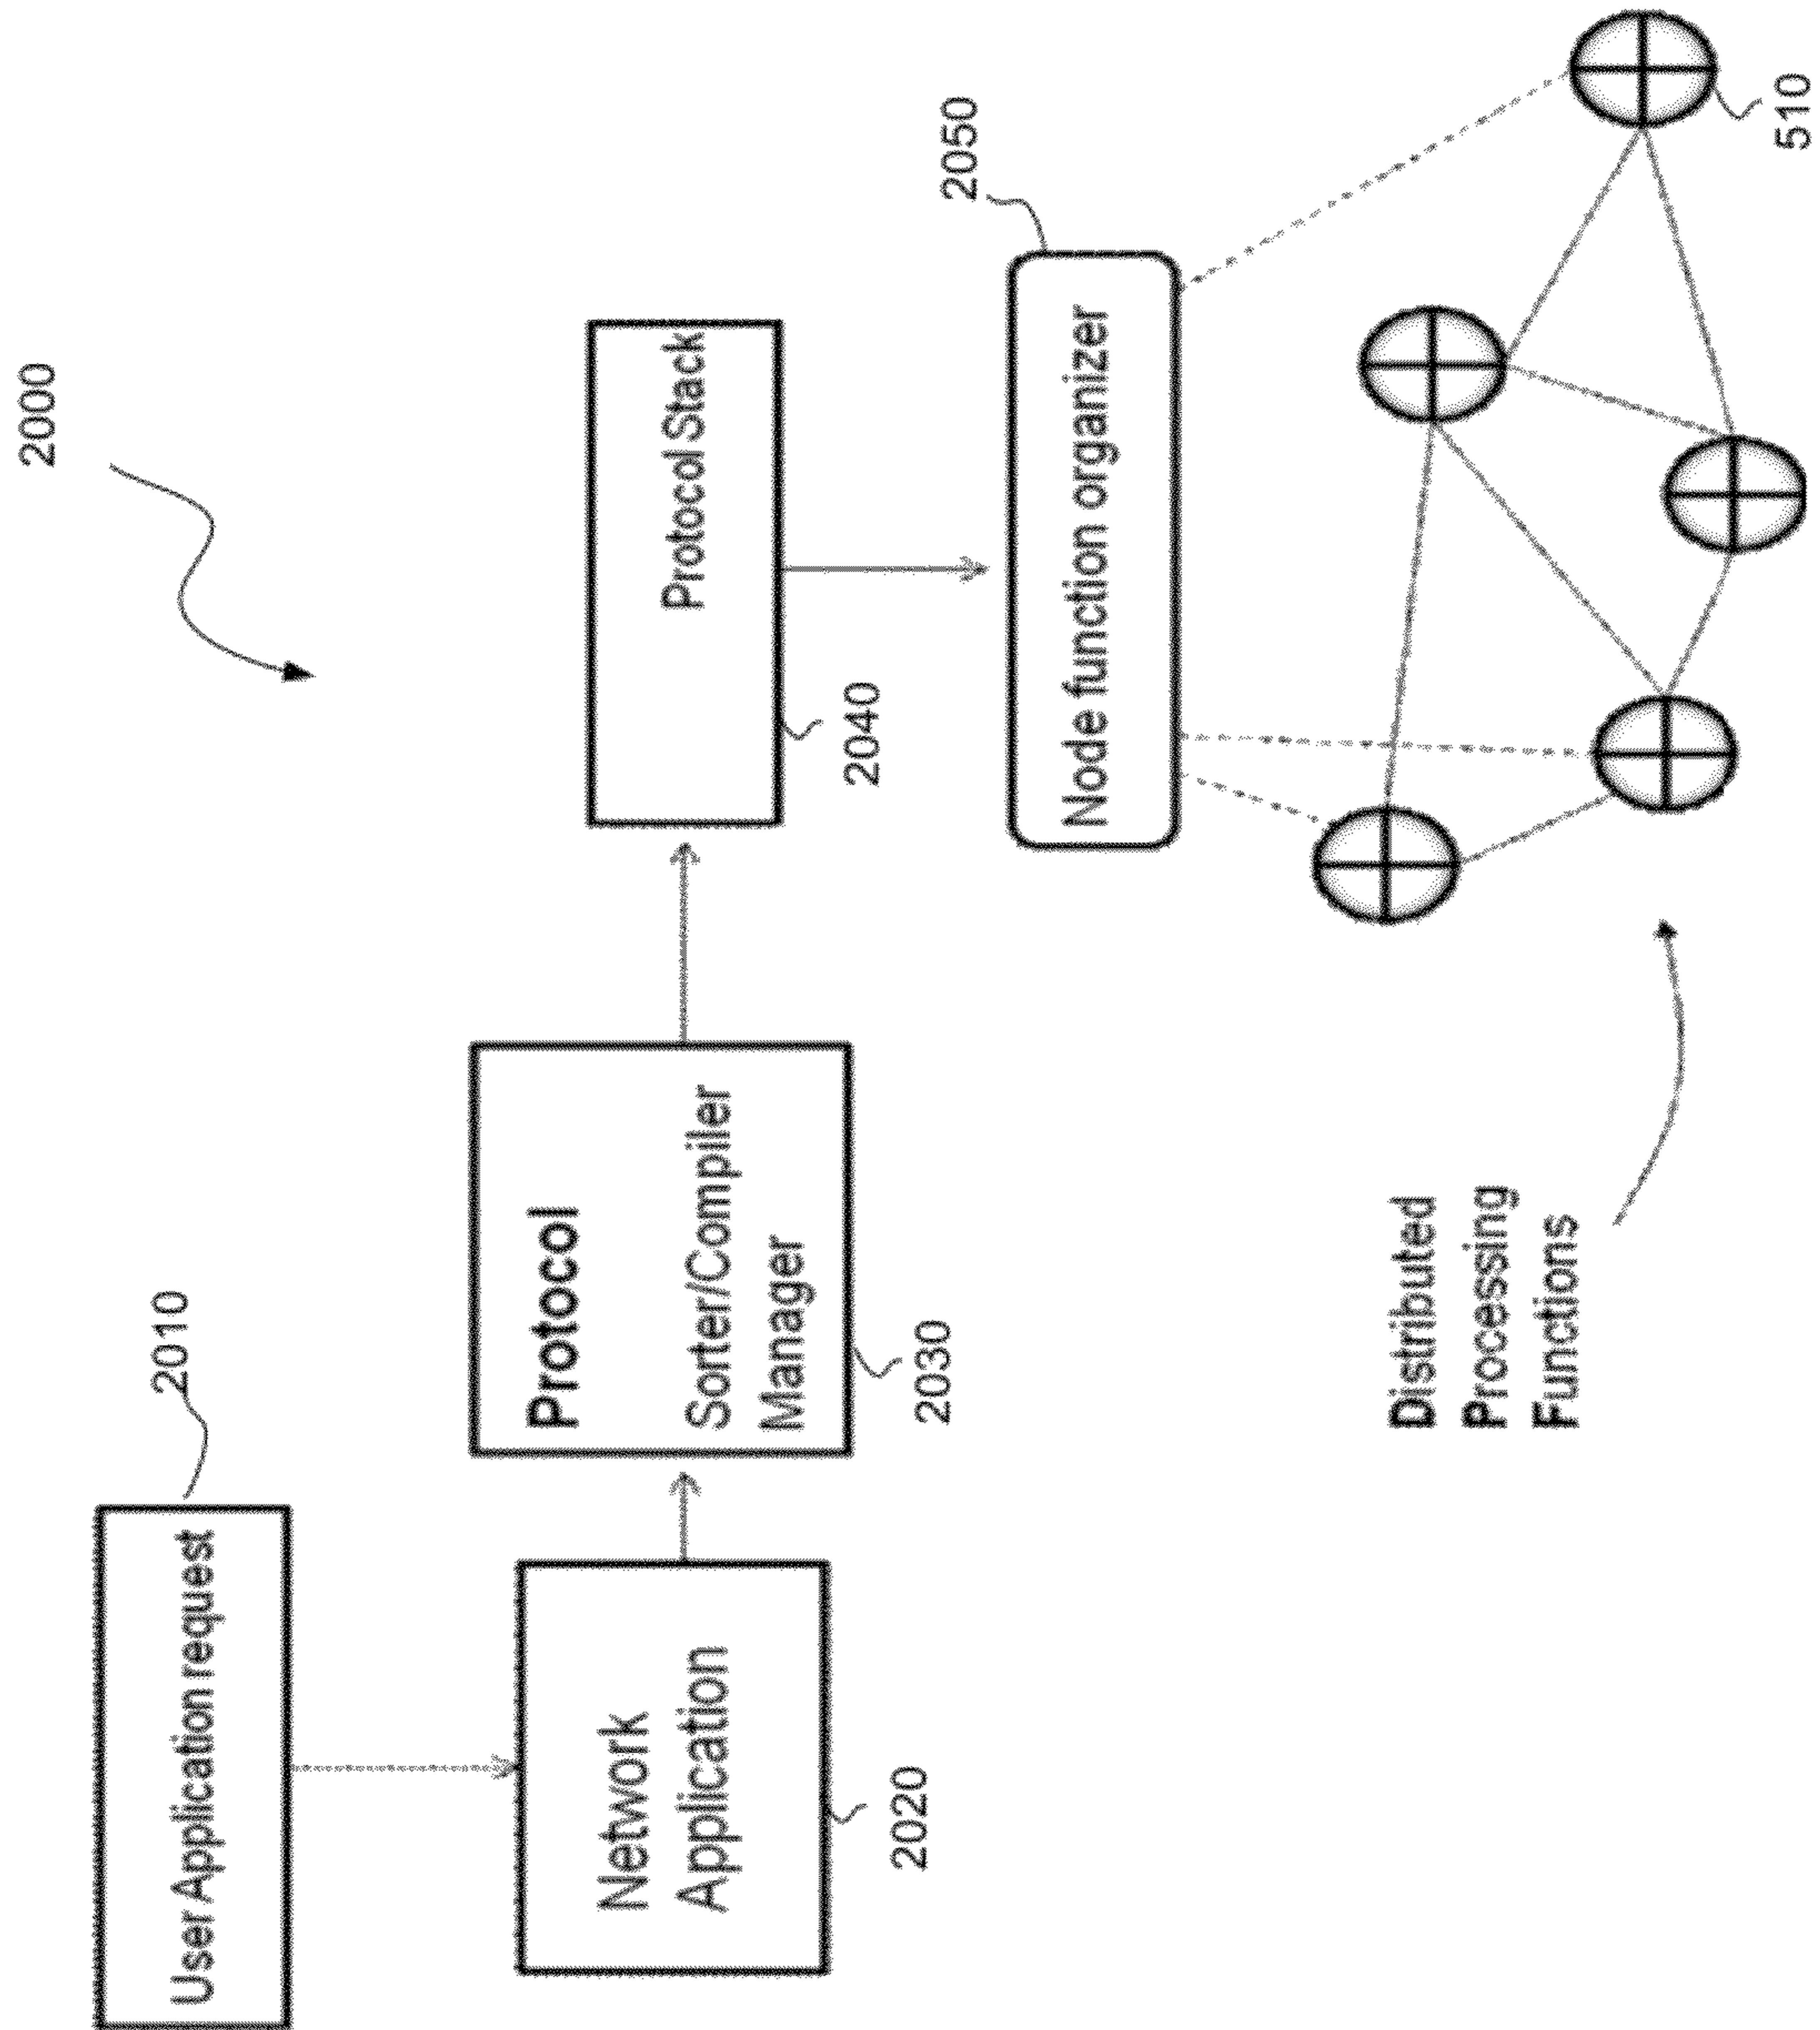 2000
User Application request
2010
Network
Application
2020
Protocol
Sorter/Compiler
Manager
2030
Protocol Stack
2040
Node function organizer
2050
Distributed
Processing
Functions
510